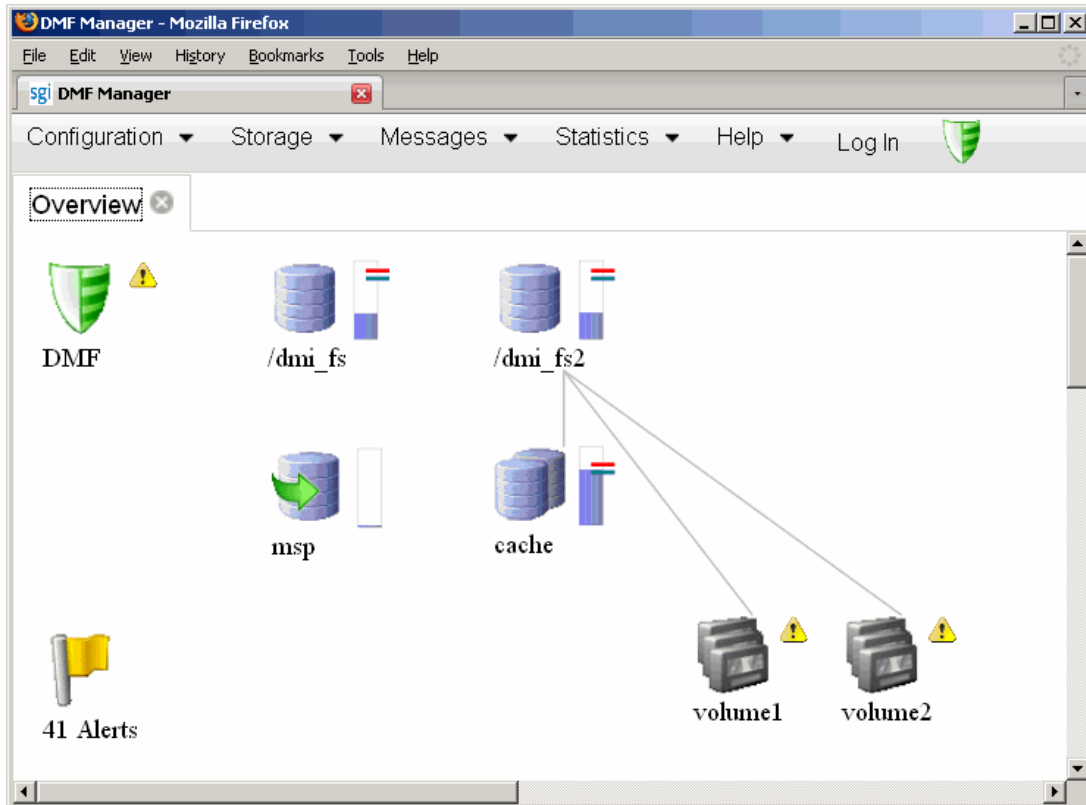 DMF Manager - Mozilla Firefox
File Edit View History Bookmarks Tools Help
sgi DMF Manager
Configuration Storage Messages Statistics Help Log In
Overview
DMF /dmi_fs /dmi_fs2
msp cache
41 Alerts volume1 volume2